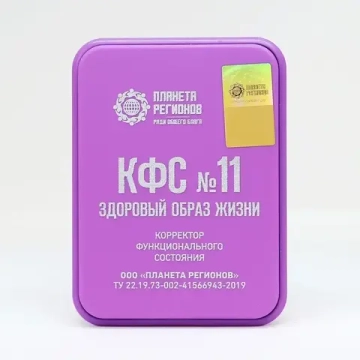 ПЛАНЕТА
РЕГИОНОВ
РАДИ ОБЩЕГО БЛАГА
КФС №11
ЗДОРОВЫЙ ОБРАЗ ЖИЗНИ
КОРРЕКТОР
ФУНКЦИОНАЛЬНОГО
СОСТОЯНИЯ
ООО «ПЛАНЕТА РЕГИОНОВ»
ТУ 22.19.73-002-41566943-2019